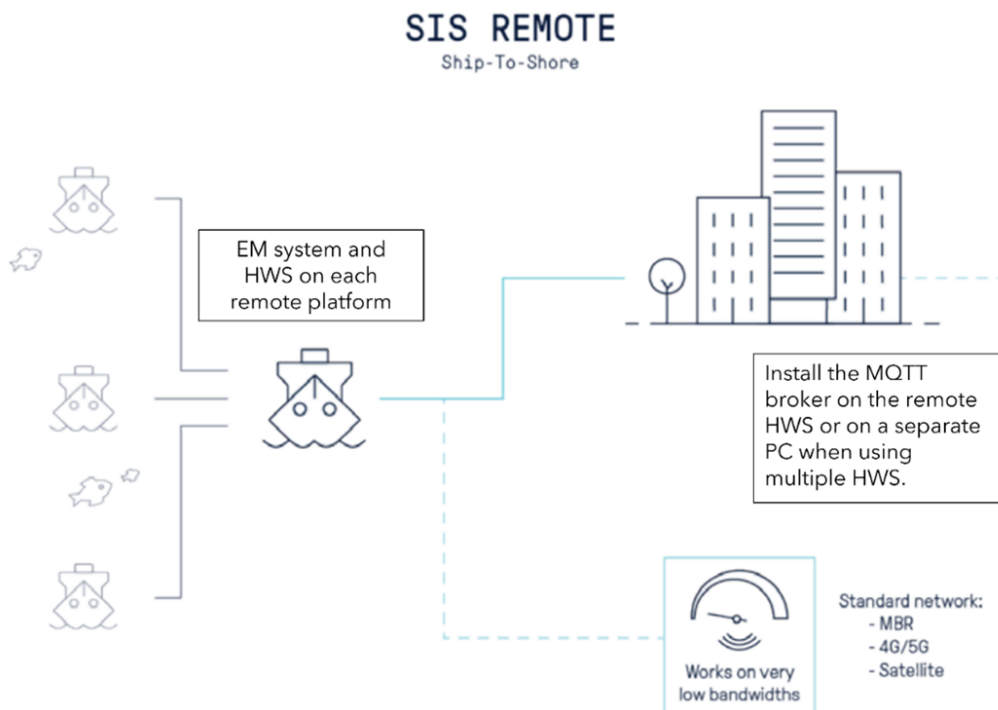 SIS REMOTE
Ship-To-Shore
EM system and
HWS on each
remote platform
Install the MQTT
broker on the remote
HWS or on a separate
PC when using
multiple HWS.
Works on very
low bandwidths
Standard network:
- MBR
- 4G/5G
- Satellite